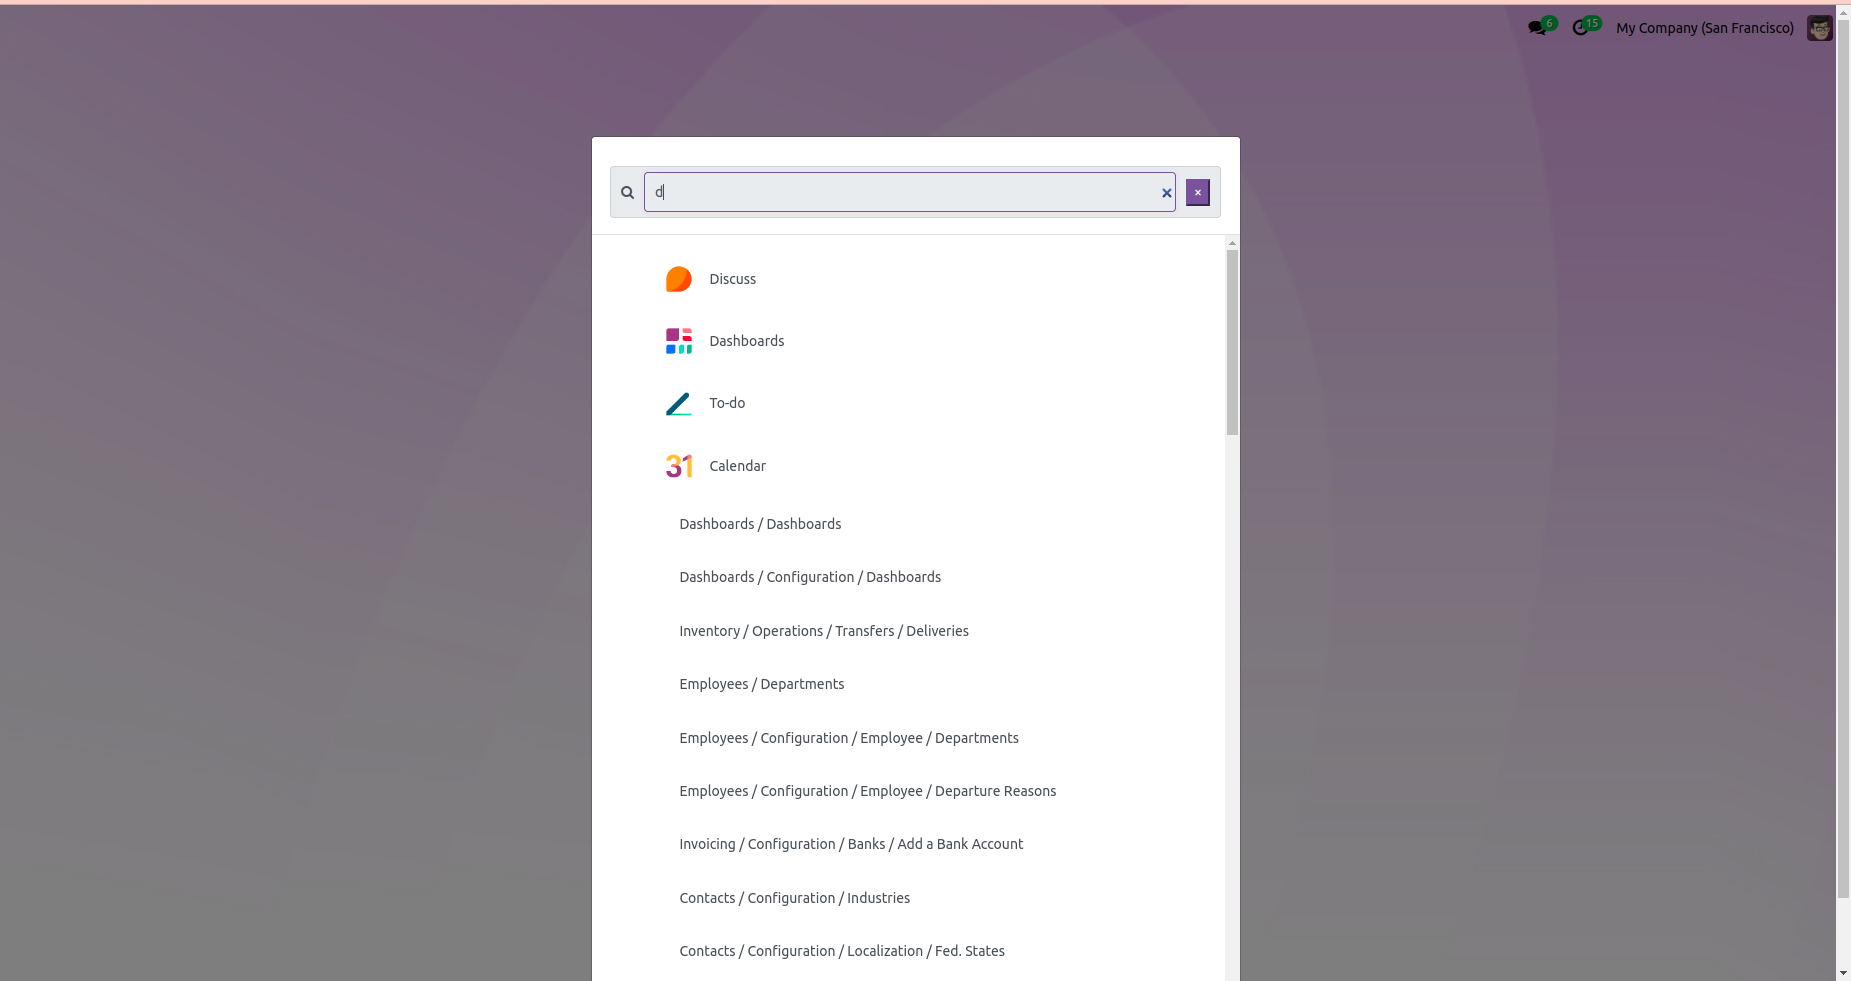 6
15
My Company (San Francisco)
d
×
×
Discuss
Dashboards
To-do
31 Calendar
Dashboards / Dashboards
Dashboards / Configuration / Dashboards
Inventory / Operations / Transfers / Deliveries
Employees / Departments
Employees / Configuration / Employee / Departments
Employees / Configuration / Employee / Departure Reasons
Invoicing / Configuration / Banks / Add a Bank Account
Contacts / Configuration / Industries
Contacts / Configuration / Localization / Fed. States